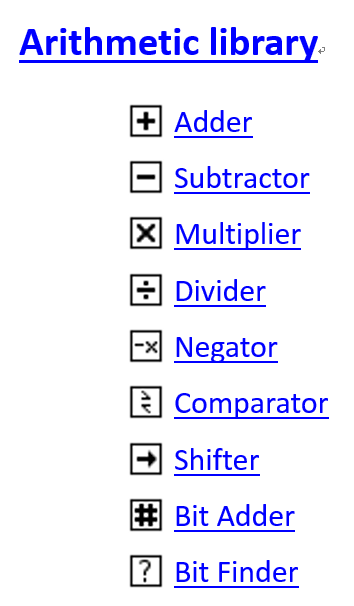 Arithmetic library
Adder
Subtractor
Multiplier
Divider
-x Negator
Comparator
Shifter
# Bit Adder
? Bit Finder